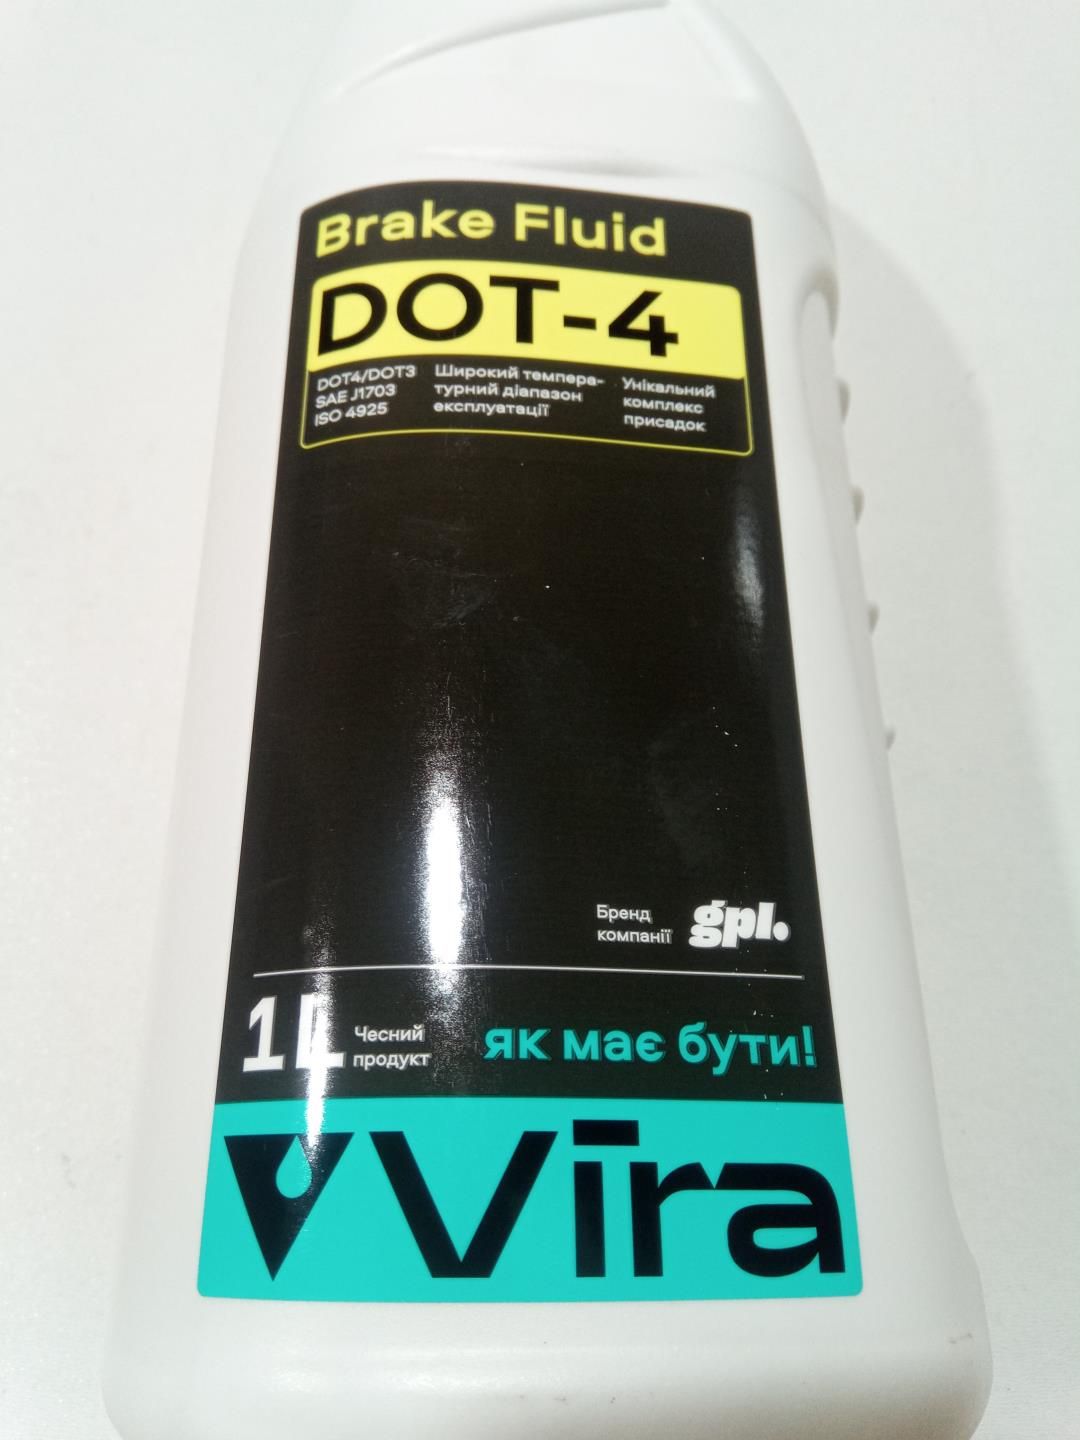 Brake Fluid
DOT-4
DOT4/DOT3
SAE J1703
ISO 4925
Широкий темпера-
турний діапазон
експлуатації
Унікальний
комплекс
присадок
Бренд
компанії
gpl.
1L
Чесний
продукт
як має бути!
Vīra